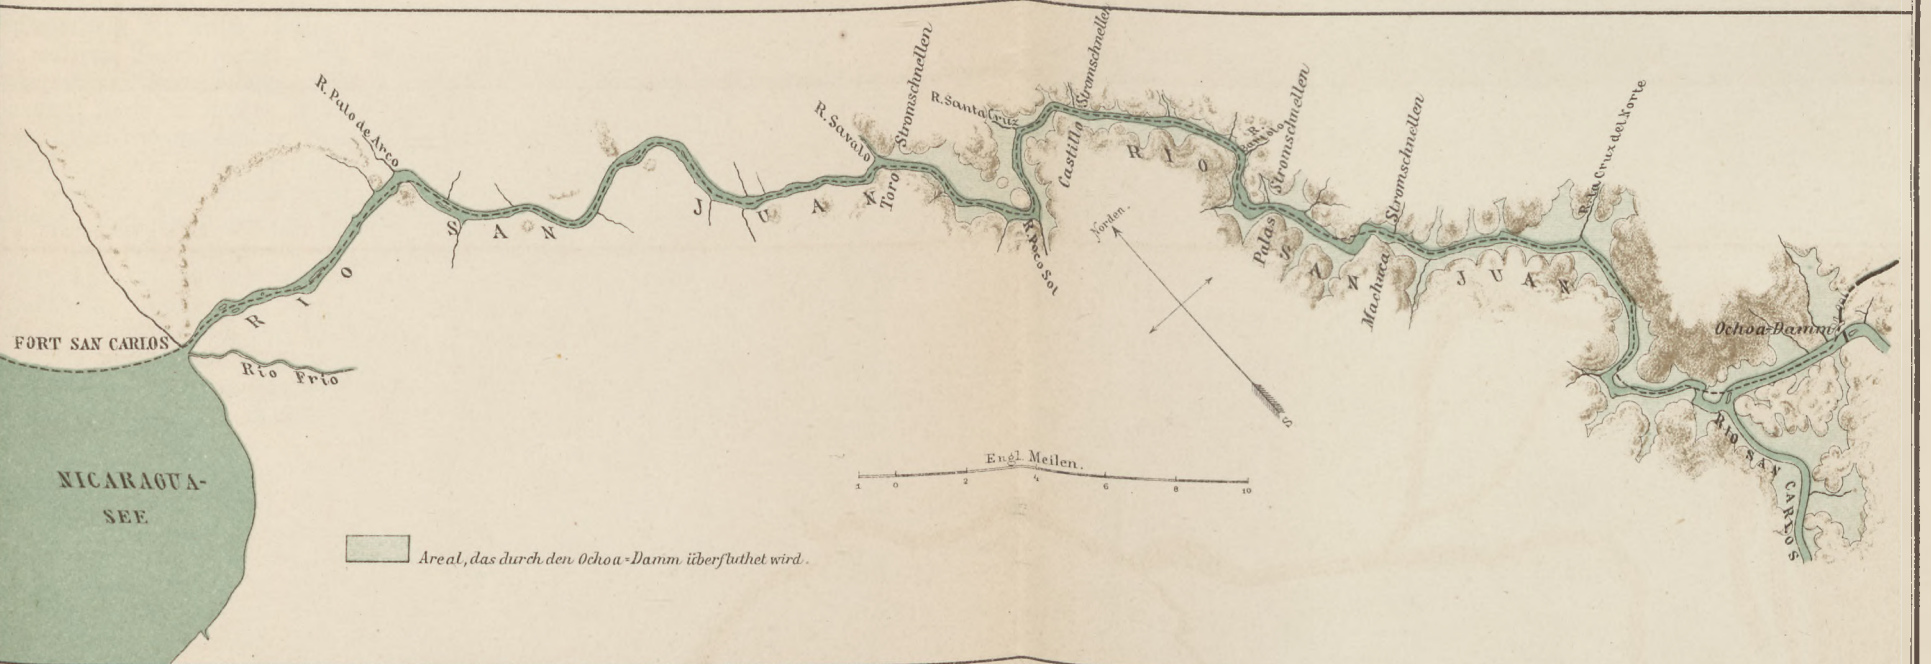 R. Palo de Arco
R. Savalo
Toro Stromschnellen
R. Santa Cruz
Castillo Stromschnellen
R. Poco Sol
Palas Stromschnellen
Machuca Stromschnellen
R. ta Cruz del Norte
RIO SAN JUAN
RIO SAN JUAN
Norden.
S
FORT SAN CARLOS
Rio Frio
Ochoa-Damm
RIO SAN CARLOS
NICARAGUA-
SEE
Engl. Meilen.
1 0 2 4 6 8 10
Areal, das durch den Ochoa-Damm überfluthet wird.